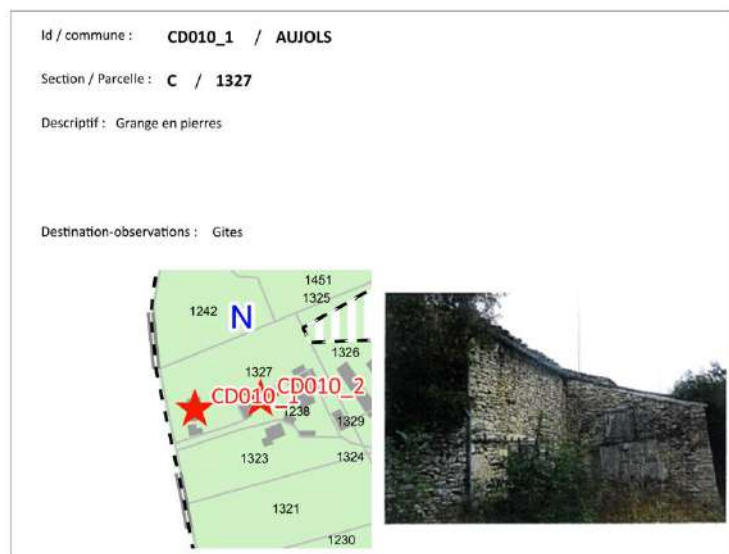 Id / commune : CD010_1 / AUJOLS
Section / Parcelle : C / 1327
Descriptif : Grange en pierres
Destination-observations : Gites
1451
1325
1242
N
1326
1327
CD010_2
CD010_1
1238
1329
1323
1324
1321
1230